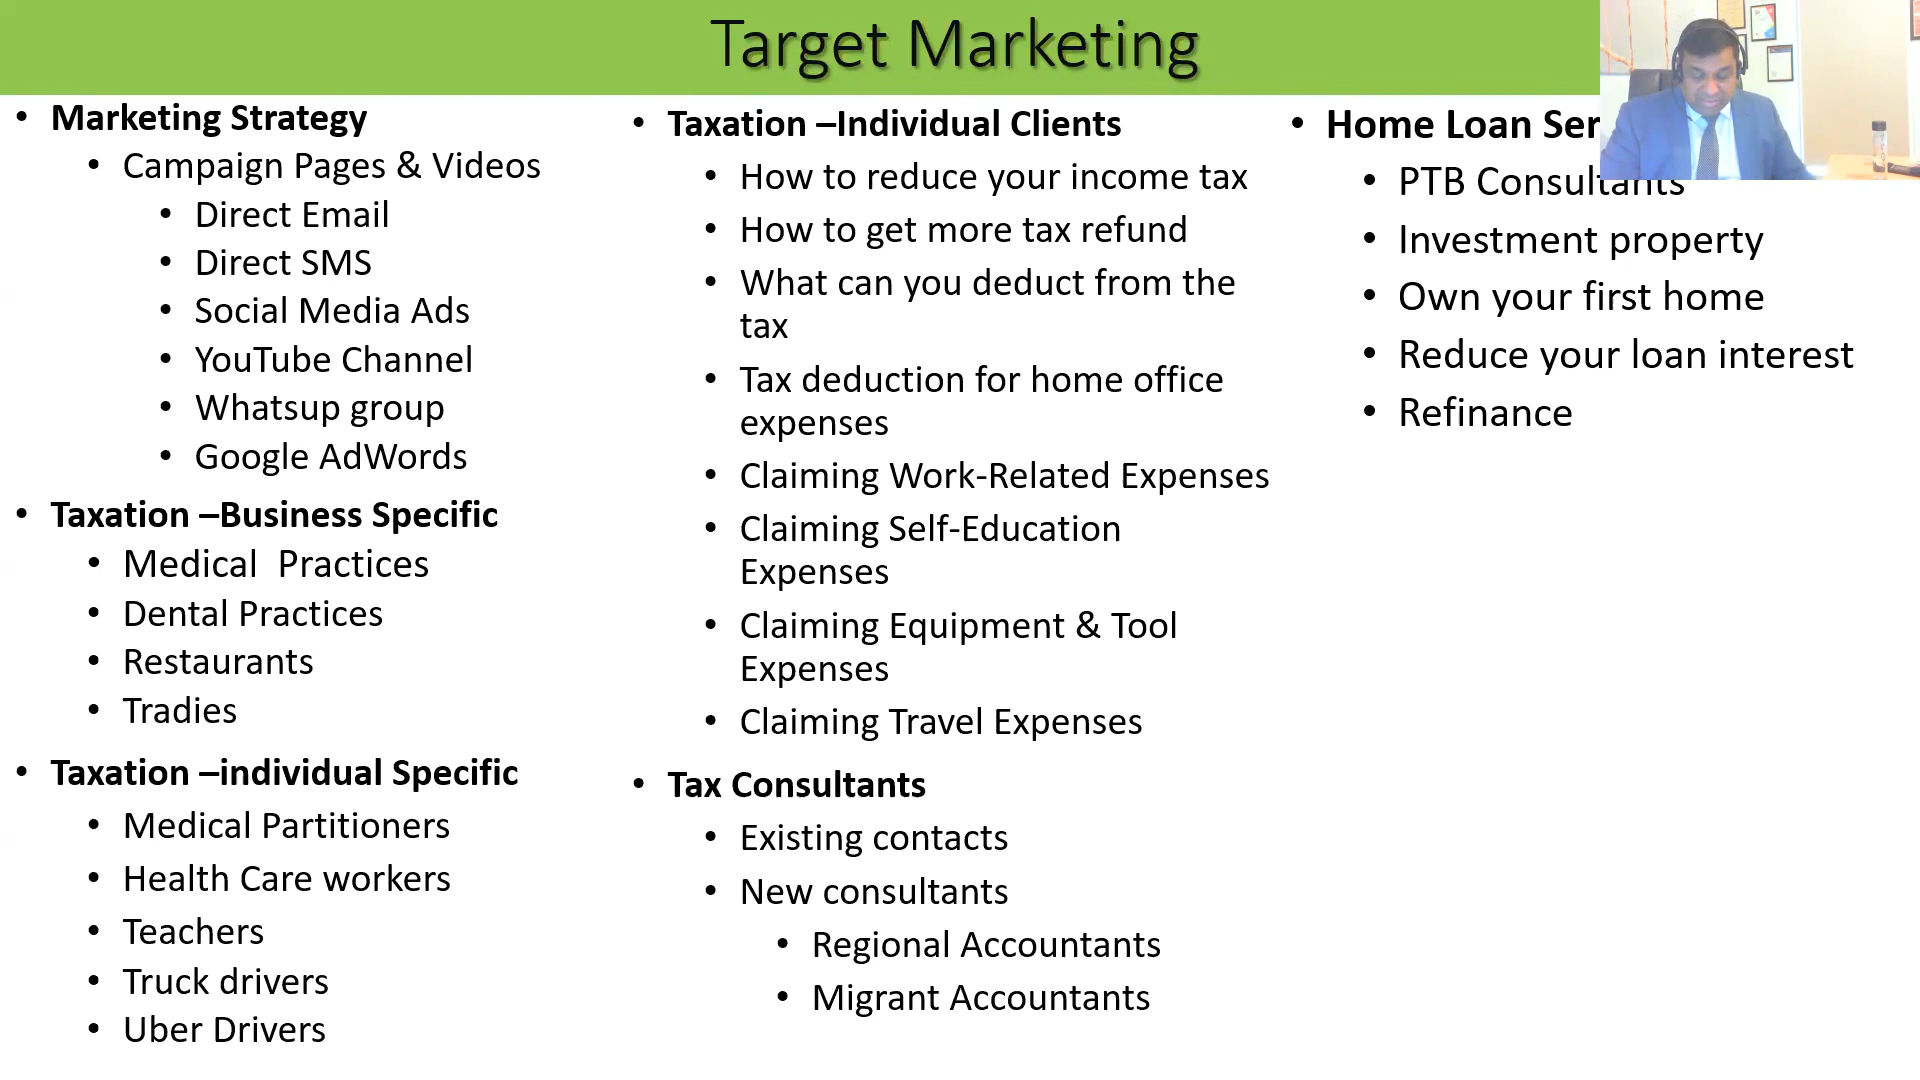 Target Marketing
• Marketing Strategy
• Campaign Pages & Videos
• Direct Email
• Direct SMS
• Social Media Ads
• YouTube Channel
• Whatsup group
• Google AdWords
• Taxation –Business Specific
• Medical  Practices
• Dental Practices
• Restaurants
• Tradies
• Taxation –individual Specific
• Medical Partitioners
• Health Care workers
• Teachers
• Truck drivers
• Uber Drivers
• Taxation –Individual Clients
• How to reduce your income tax
• How to get more tax refund
• What can you deduct from the
tax
• Tax deduction for home office
expenses
• Claiming Work-Related Expenses
• Claiming Self-Education
Expenses
• Claiming Equipment & Tool
Expenses
• Claiming Travel Expenses
• Tax Consultants
• Existing contacts
• New consultants
• Regional Accountants
• Migrant Accountants
• Home Loan Ser
• PTB Consultants
• Investment property
• Own your first home
• Reduce your loan interest
• Refinance